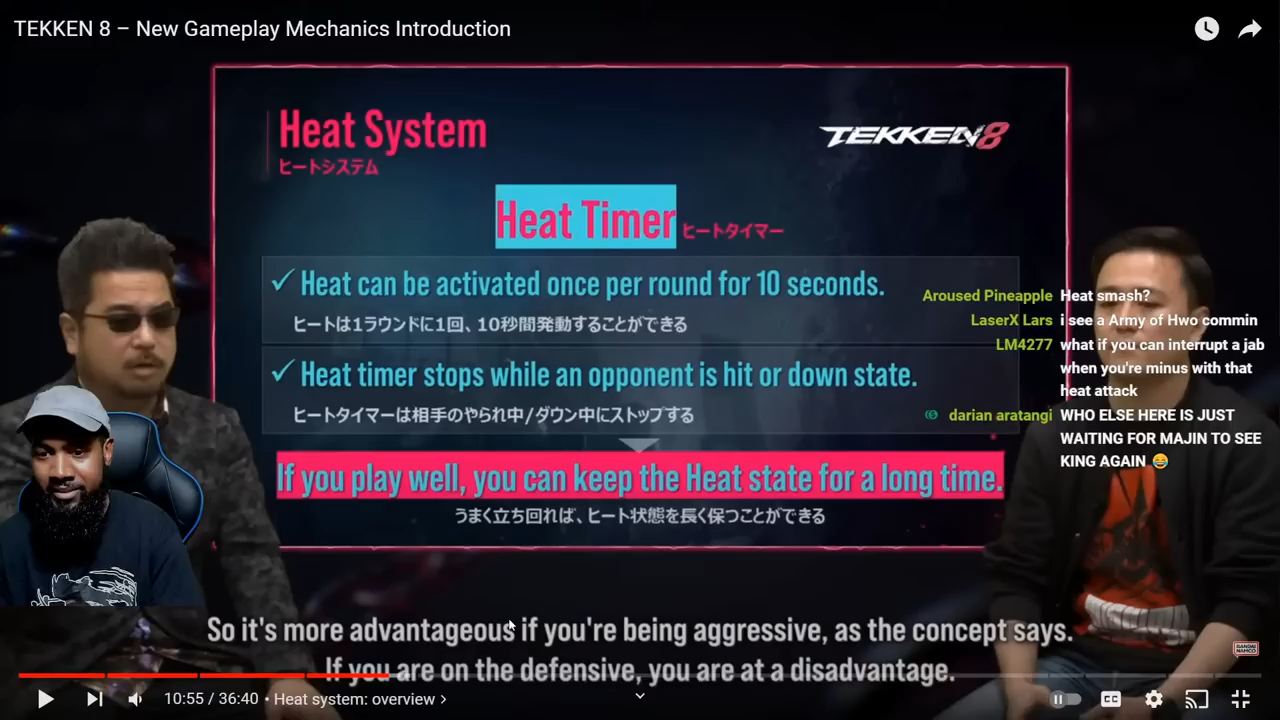 TEKKEN 8 – New Gameplay Mechanics Introduction
Heat System
ヒートシステム
TEKKEN 8
Heat Timer ヒートタイマー
✓ Heat can be activated once per round for 10 seconds.
ヒートは1ラウンドに1回、10秒間発動することができる
✓ Heat timer stops while an opponent is hit or down state.
ヒートタイマーは相手のやられ中/ダウン中にストップする
If you play well, you can keep the Heat state for a long time.
うまく立ち回れば、ヒート状態を長く保つことができる
Aroused Pineapple Heat smash?
LaserX Lars i see a Army of Hwo commin
LM4277 what if you can interrupt a jab
when you're minus with that
heat attack
darian aratangi WHO ELSE HERE IS JUST
WAITING FOR MAJIN TO SEE
KING AGAIN 😂
So it's more advantageous if you're being aggressive, as the concept says.
If you are on the defensive, you are at a disadvantage.
BANDAI
NAMCO
10:55 / 36:40 • Heat system: overview ›
CC